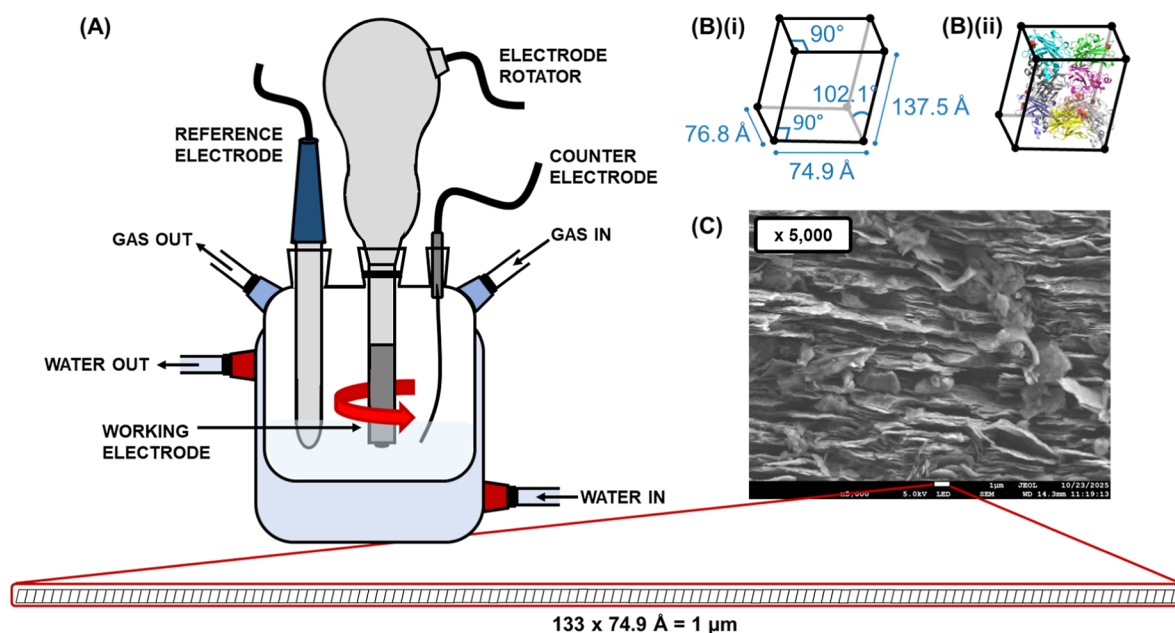 (A)
ELECTRODE
ROTATOR
REFERENCE
ELECTRODE
COUNTER
ELECTRODE
GAS OUT
GAS IN
WATER OUT
WORKING
ELECTRODE
WATER IN
(B)(i)
90°
102.1°
137.5 Å
76.8 Å
90°
74.9 Å
(B)(ii)
(C)
x 5,000
x5,000 5.0kV LED 1µm JEOL 10/23/2025
SEM WD 14.3mm 11:19:13
133 x 74.9 Å = 1 µm